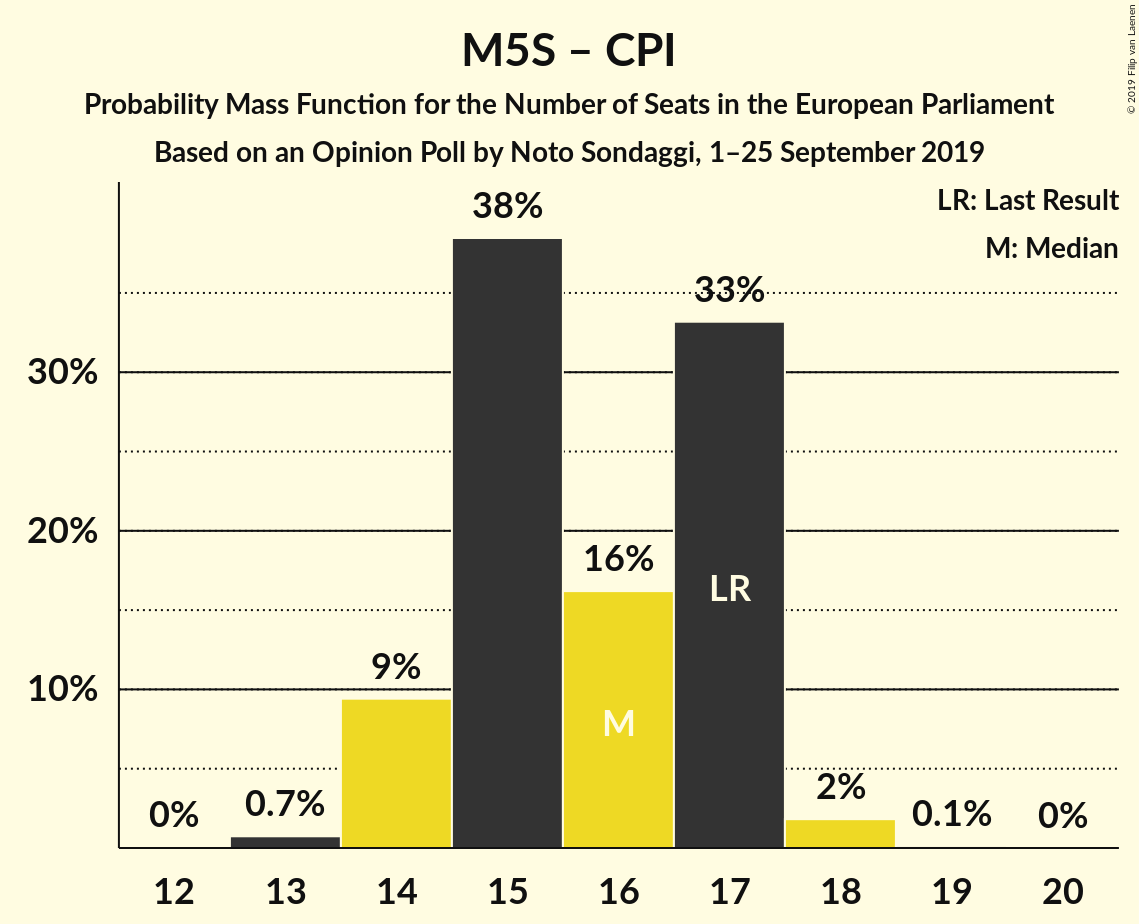 M5S – CPI
Probability Mass Function for the Number of Seats in the European Parliament
Based on an Opinion Poll by Noto Sondaggi, 1–25 September 2019
© 2019 Filip van Laenen
LR: Last Result
M: Median
38%
33%
30%
20%
16%
LR
9%
10%
M
0%
0.7%
2%
0.1%
0%
12 13 14 15 16 17 18 19 20